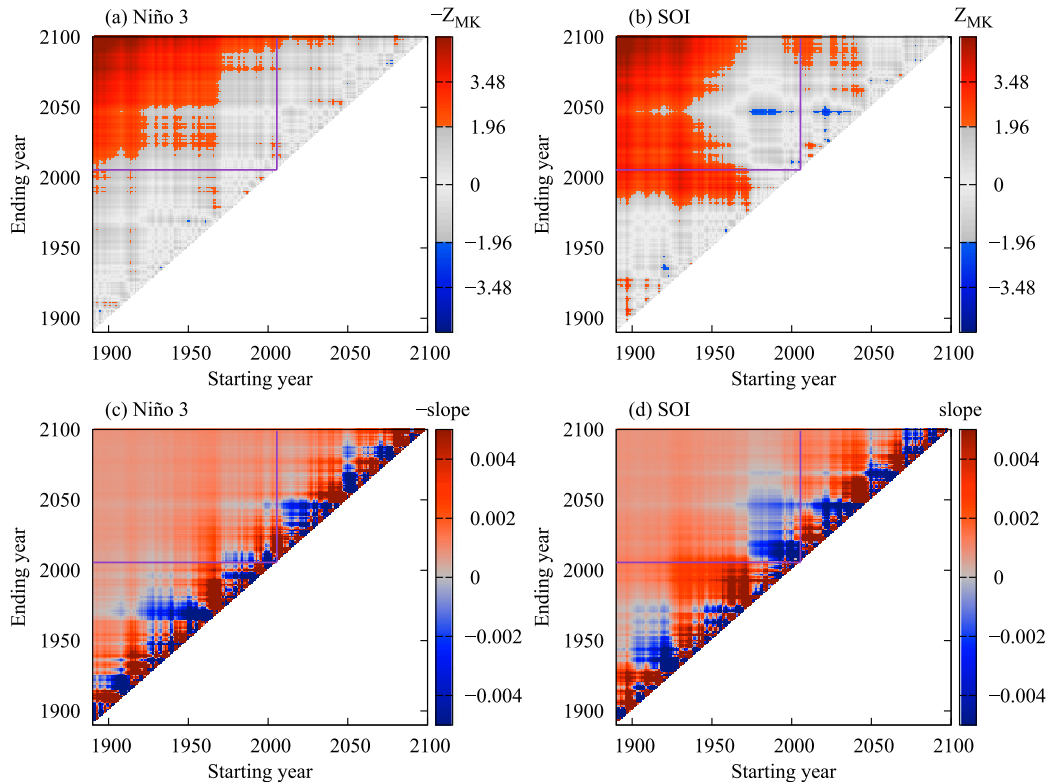 (a) Niño 3
−Z_MK
2100
2050
2000
1950
1900
Ending year
1900 1950 2000 2050 2100
Starting year
3.48
1.96
0
−1.96
−3.48
(b) SOI
Z_MK
2100
2050
2000
1950
1900
Ending year
1900 1950 2000 2050 2100
Starting year
3.48
1.96
0
−1.96
−3.48
(c) Niño 3
−slope
2100
2050
2000
1950
1900
Ending year
1900 1950 2000 2050 2100
Starting year
0.004
0.002
0
−0.002
−0.004
(d) SOI
slope
2100
2050
2000
1950
1900
Ending year
1900 1950 2000 2050 2100
Starting year
0.004
0.002
0
−0.002
−0.004